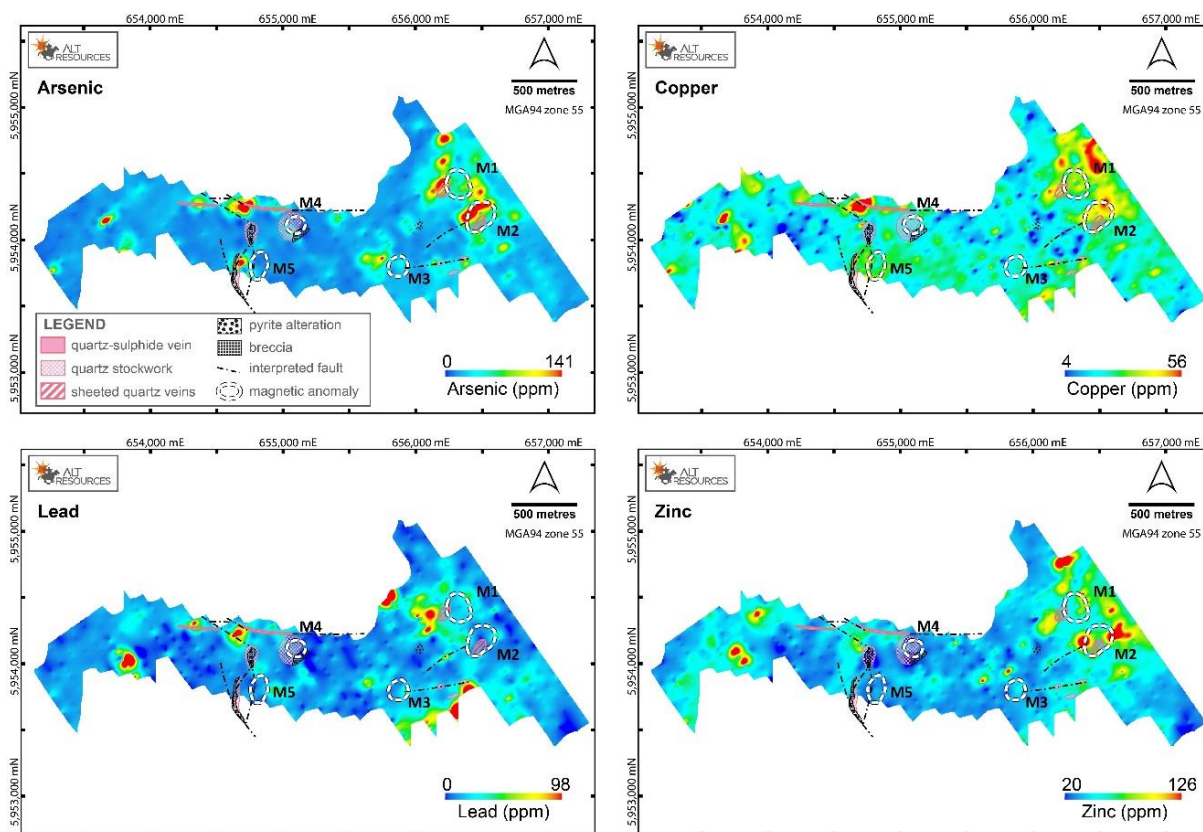 654,000 mE
655,000 mE
656,000 mE
657,000 mE
ALT
RESOURCES
Arsenic
500 metres
MGA94 zone 55
5,955,000 mN
5,954,000 mN
5,953,000 mN
M1
M2
M3
M4
M5
LEGEND
quartz-sulphide vein
quartz stockwork
sheeted quartz veins
pyrite alteration
breccia
interpreted fault
magnetic anomaly
0 141
Arsenic (ppm)
654,000 mE
655,000 mE
656,000 mE
657,000 mE
ALT
RESOURCES
Copper
500 metres
MGA94 zone 55
5,955,000 mN
5,954,000 mN
5,953,000 mN
M1
M2
M3
M4
M5
4 56
Copper (ppm)
654,000 mE
655,000 mE
656,000 mE
657,000 mE
ALT
RESOURCES
Lead
500 metres
MGA94 zone 55
5,955,000 mN
5,954,000 mN
5,953,000 mN
M1
M2
M3
M4
M5
0 98
Lead (ppm)
654,000 mE
655,000 mE
656,000 mE
657,000 mE
ALT
RESOURCES
Zinc
500 metres
MGA94 zone 55
5,955,000 mN
5,954,000 mN
5,953,000 mN
M1
M2
M3
M4
M5
20 126
Zinc (ppm)